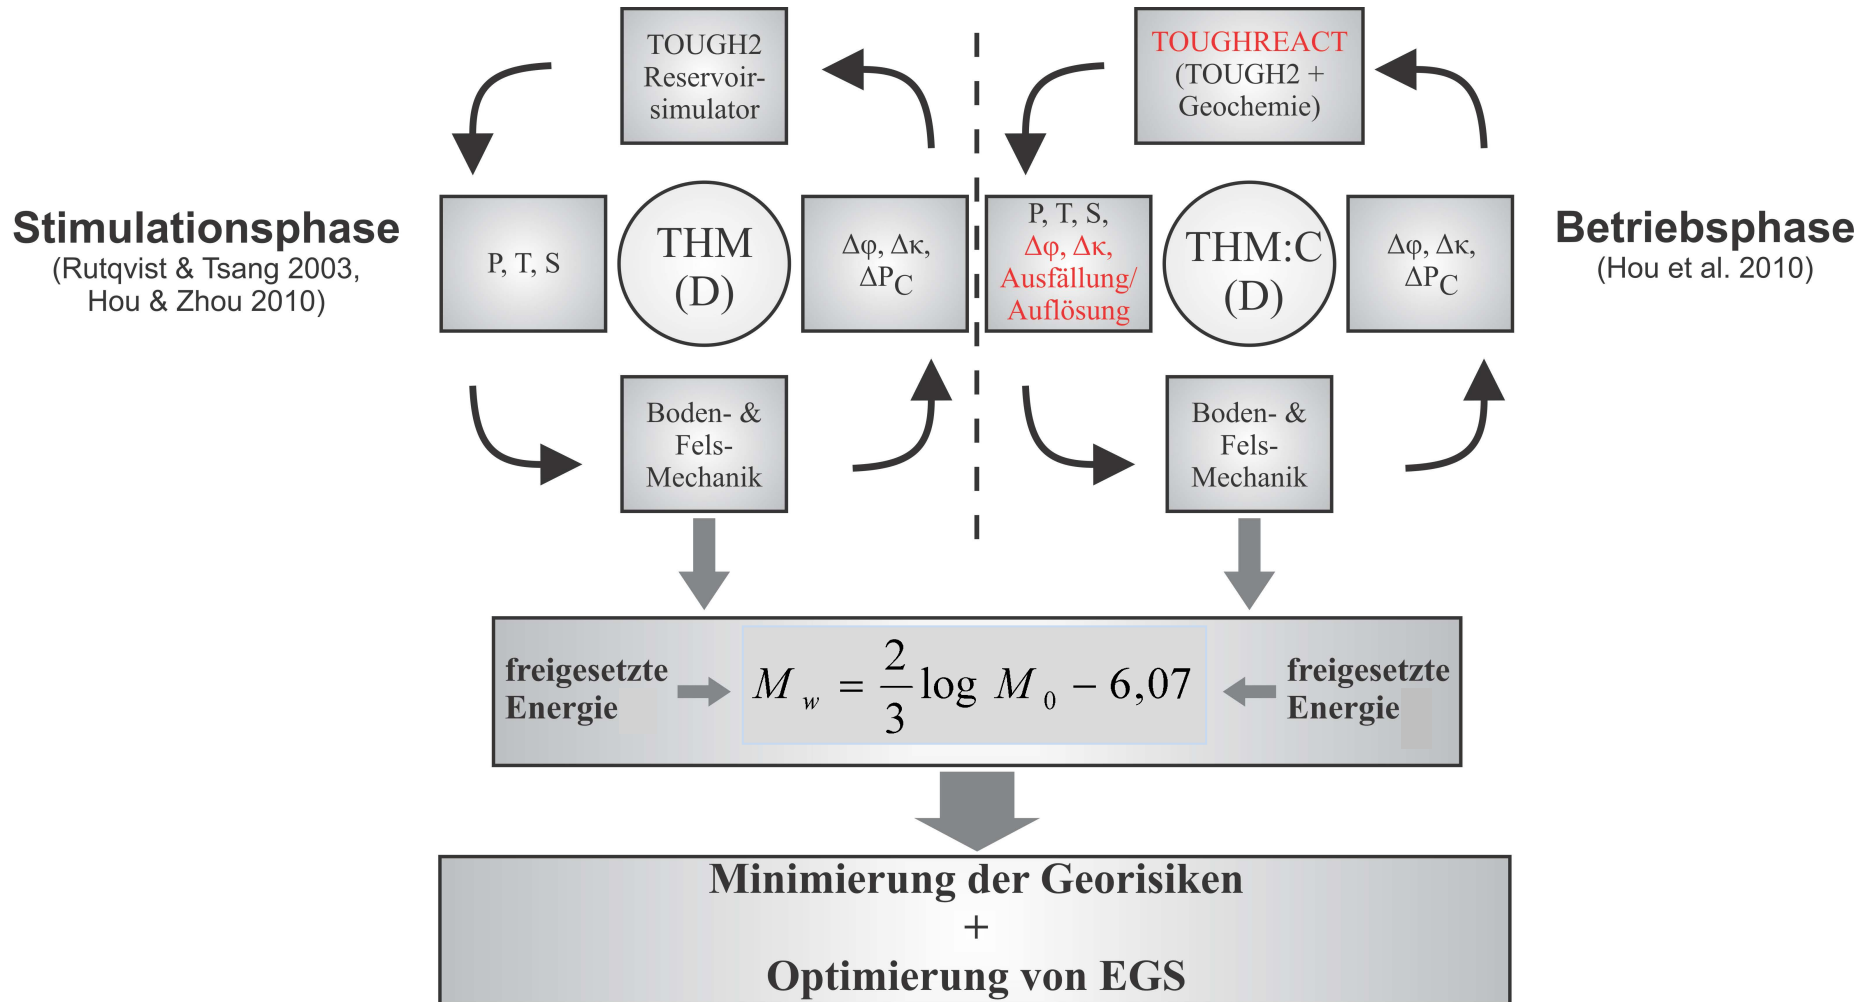 Stimulationsphase
(Rutqvist & Tsang 2003,
Hou & Zhou 2010)
TOUGH2
Reservoir-
simulator
P, T, S
THM
(D)
Δφ, Δκ,
ΔPC
Boden- &
Fels-
Mechanik
TOUGHREACT
(TOUGH2 +
Geochemie)
P, T, S,
Δφ, Δκ,
Ausfällung/
Auflösung
THM:C
(D)
Δφ, Δκ,
ΔPC
Boden- &
Fels-
Mechanik
Betriebsphase
(Hou et al. 2010)
freigesetzte
Energie
M_w = 2/3 log M_0 − 6,07
freigesetzte
Energie
Minimierung der Georisiken
+
Optimierung von EGS